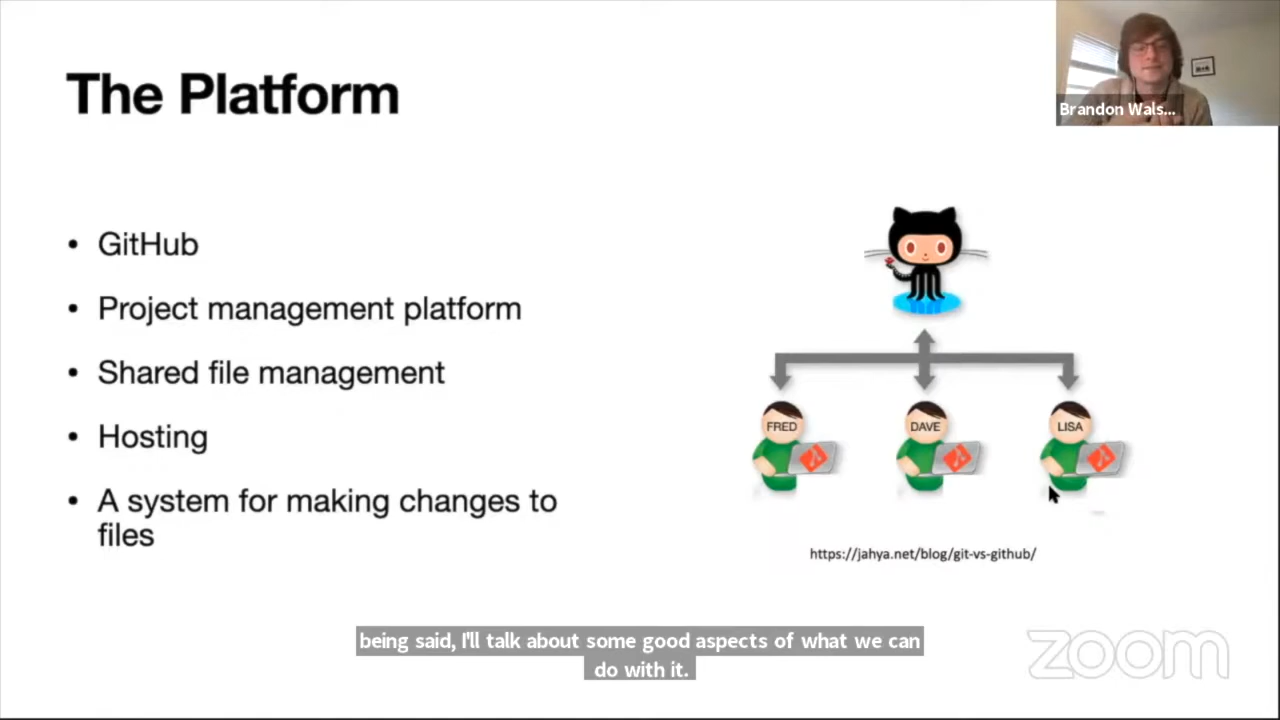 The Platform
Brandon Wals...
• GitHub
• Project management platform
• Shared file management
• Hosting
• A system for making changes to
files
FRED
DAVE
LISA
https://jahya.net/blog/git-vs-github/
being said, I'll talk about some good aspects of what we can
do with it.
zoom